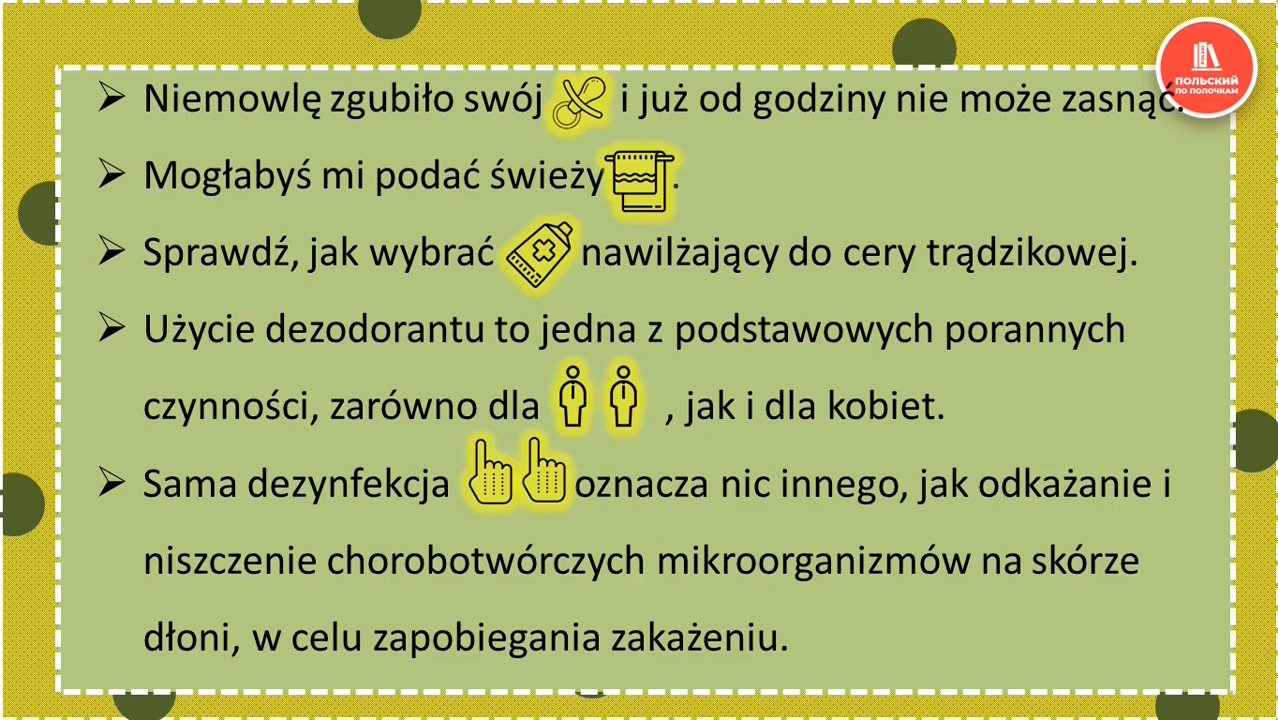 ПОЛЬСКИЙ
ПО ПОЛОЧКАМ
➢ Niemowlę zgubiło swój i już od godziny nie może zasnąć.
➢ Mogłabyś mi podać świeży .
➢ Sprawdź, jak wybrać nawilżający do cery trądzikowej.
➢ Użycie dezodorantu to jedna z podstawowych porannych
czynności, zarówno dla , jak i dla kobiet.
➢ Sama dezynfekcja oznacza nic innego, jak odkażanie i
niszczenie chorobotwórczych mikroorganizmów na skórze
dłoni, w celu zapobiegania zakażeniu.